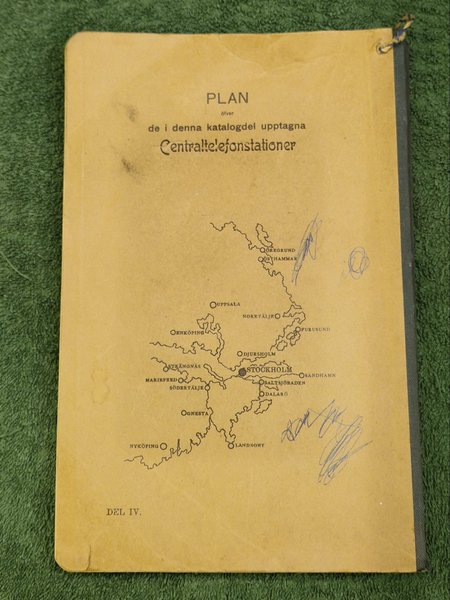 PLAN
öfver
de i denna katalogdel upptagna
Centraltelefonstationer
ÖREGRUND
ÖSTHAMMAR
UPPSALA
NORRTÄLJE
FURUSUND
ENKÖPING
DJURSHOLM
STRÄNGNÄS
STOCKHOLM
SANDHAMN
MARIEFRED
SALTSJÖBADEN
SÖDERTÄLJE
DALARÖ
GNESTA
NYKÖPING
LANDSORT
DEL IV.